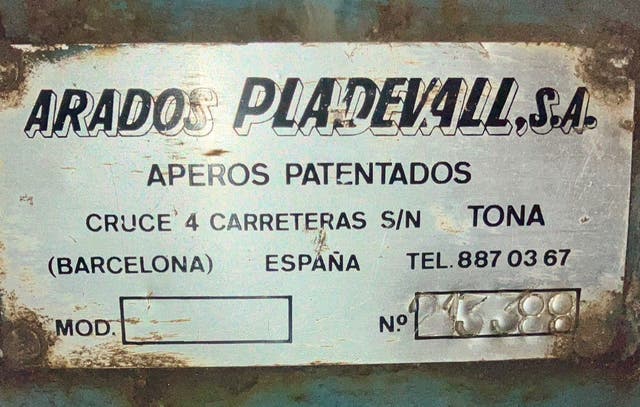 ARADOS PLADEVALL, S.A.
APEROS PATENTADOS
CRUCE 4 CARRETERAS S/N TONA
(BARCELONA) ESPAÑA TEL. 887 03 67
MOD. Nº